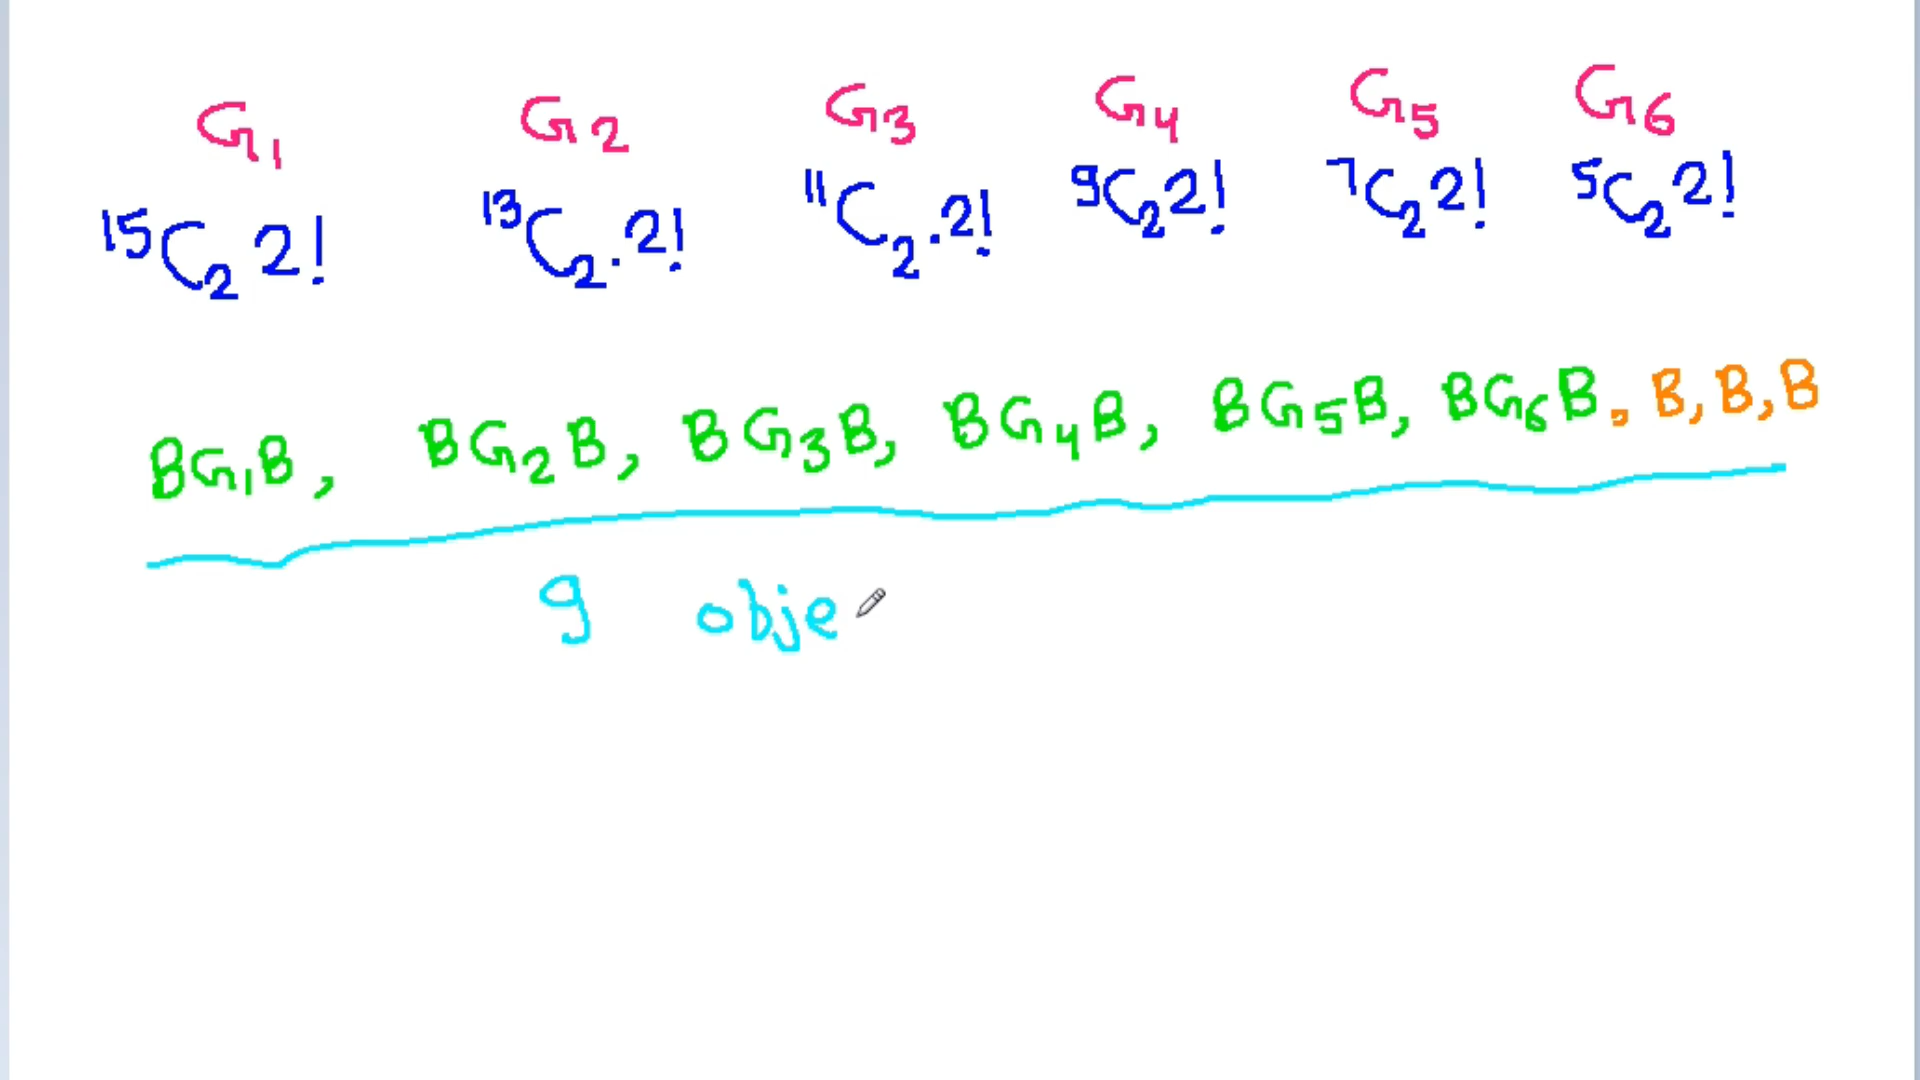 G₁ G₂ G₃ G₄ G₅ G₆
¹⁵C₂ 2! ¹³C₂ . 2! ¹¹C₂ . 2! ⁹C₂ 2! ⁷C₂ 2! ⁵C₂ 2!
BG₁B, BG₂B, BG₃B, BG₄B, BG₅B, BG₆B, B, B, B
9 obje